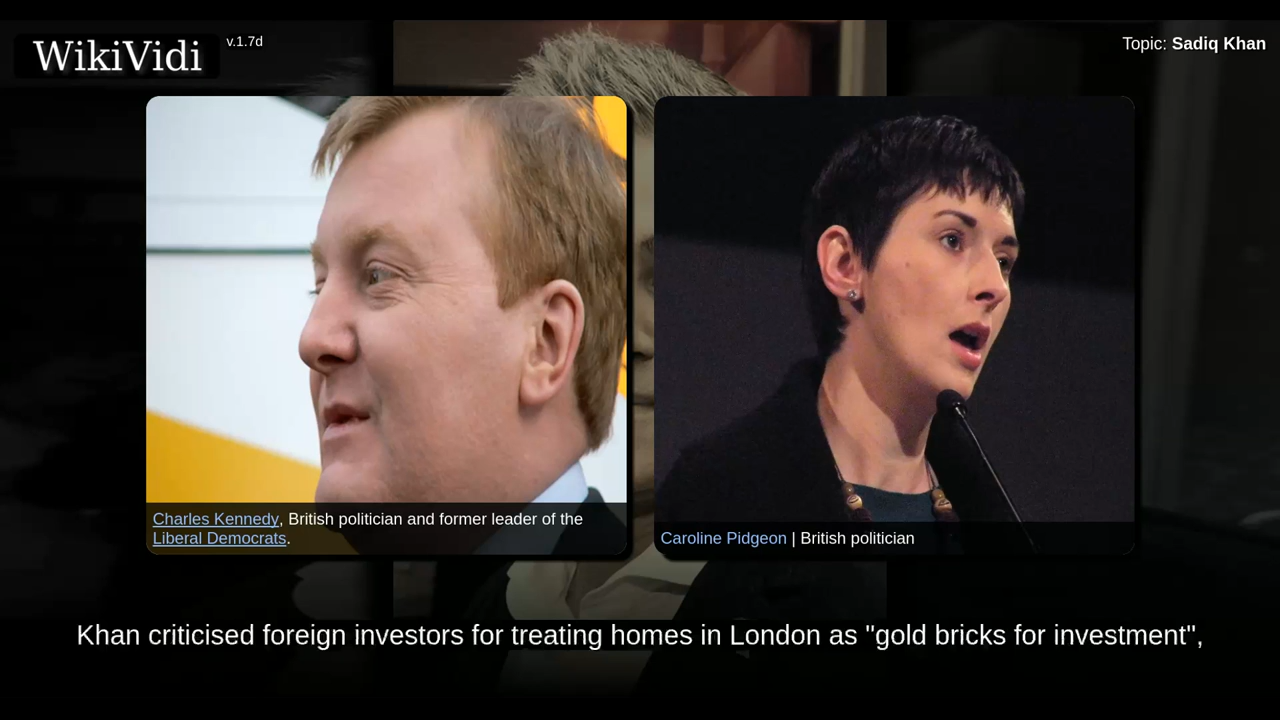 WikiVidi v.1.7d
Topic: Sadiq Khan
Charles Kennedy, British politician and former leader of the
Liberal Democrats.
Caroline Pidgeon | British politician
Khan criticised foreign investors for treating homes in London as "gold bricks for investment",